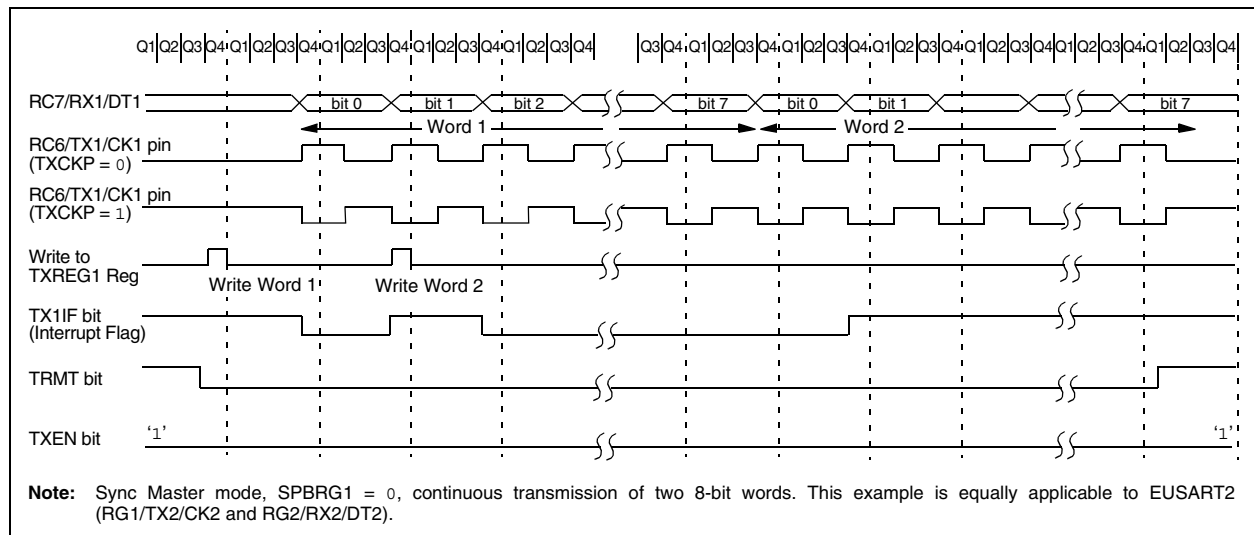 Q1 Q2 Q3 Q4 Q1 Q2 Q3 Q4 Q1 Q2 Q3 Q4 Q1 Q2 Q3 Q4 Q1 Q2 Q3 Q4 Q3 Q4 Q1 Q2 Q3 Q4 Q1 Q2 Q3 Q4 Q1 Q2 Q3 Q4 Q1 Q2 Q3 Q4 Q1 Q2 Q3 Q4 Q1 Q2 Q3 Q4
RC7/RX1/DT1 bit 0 bit 1 bit 2 bit 7 bit 0 bit 1 bit 7
Word 1 Word 2
RC6/TX1/CK1 pin
(TXCKP = 0)
RC6/TX1/CK1 pin
(TXCKP = 1)
Write to
TXREG1 Reg
Write Word 1 Write Word 2
TX1IF bit
(Interrupt Flag)
TRMT bit
TXEN bit '1' '1'
Note: Sync Master mode, SPBRG1 = 0, continuous transmission of two 8-bit words. This example is equally applicable to EUSART2
(RG1/TX2/CK2 and RG2/RX2/DT2).